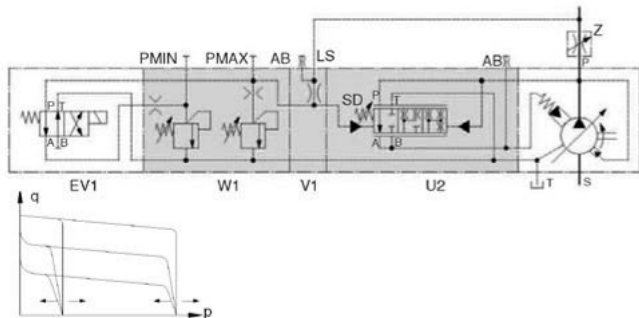 PMIN PMAX AB LS AB Z
P
SD P T
P T
A B
A B
T S
EV1 W1 V1 U2
q
p